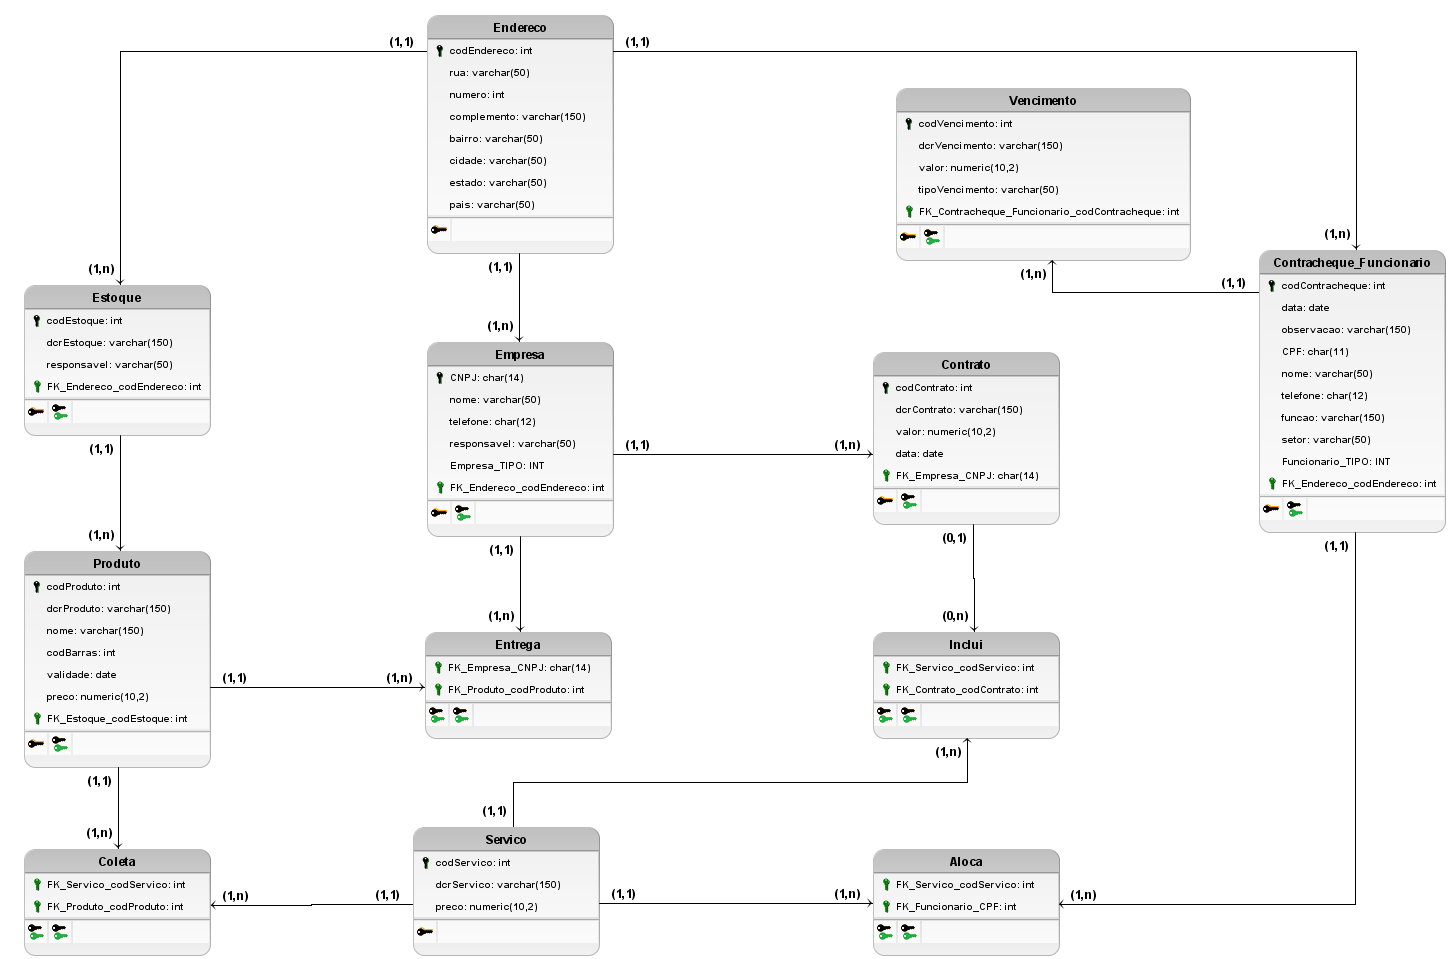 Endereco
codEndereco: int
rua: varchar(50)
numero: int
complemento: varchar(150)
bairro: varchar(50)
cidade: varchar(50)
estado: varchar(50)
pais: varchar(50)
(1,1)
(1,1)
(1,1)
(1,n)
(1,n)
(1,n)
Vencimento
codVencimento: int
dcrVencimento: varchar(150)
valor: numeric(10,2)
tipoVencimento: varchar(50)
FK_Contracheque_Funcionario_codContracheque: int
(1,n)
(1,1)
Contracheque_Funcionario
codContracheque: int
data: date
observacao: varchar(150)
CPF: char(11)
nome: varchar(50)
telefone: char(12)
funcao: varchar(150)
setor: varchar(50)
Funcionario_TIPO: INT
FK_Endereco_codEndereco: int
(1,1)
Estoque
codEstoque: int
dcrEstoque: varchar(150)
responsavel: varchar(50)
FK_Endereco_codEndereco: int
(1,1)
(1,n)
Empresa
CNPJ: char(14)
nome: varchar(50)
telefone: char(12)
responsavel: varchar(50)
Empresa_TIPO: INT
FK_Endereco_codEndereco: int
(1,1)
(1,n)
(1,1)
(1,n)
Contrato
codContrato: int
dcrContrato: varchar(150)
valor: numeric(10,2)
data: date
FK_Empresa_CNPJ: char(14)
(0,1)
(0,n)
Produto
codProduto: int
dcrProduto: varchar(150)
nome: varchar(150)
codBarras: int
validade: date
preco: numeric(10,2)
FK_Estoque_codEstoque: int
(1,1)
(1,n)
(1,1)
(1,n)
Entrega
FK_Empresa_CNPJ: char(14)
FK_Produto_codProduto: int
Inclui
FK_Servico_codServico: int
FK_Contrato_codContrato: int
(1,n)
(1,1)
Coleta
FK_Servico_codServico: int
FK_Produto_codProduto: int
(1,n)
(1,1)
Servico
codServico: int
dcrServico: varchar(150)
preco: numeric(10,2)
(1,1)
(1,n)
Aloca
FK_Servico_codServico: int
FK_Funcionario_CPF: int
(1,n)